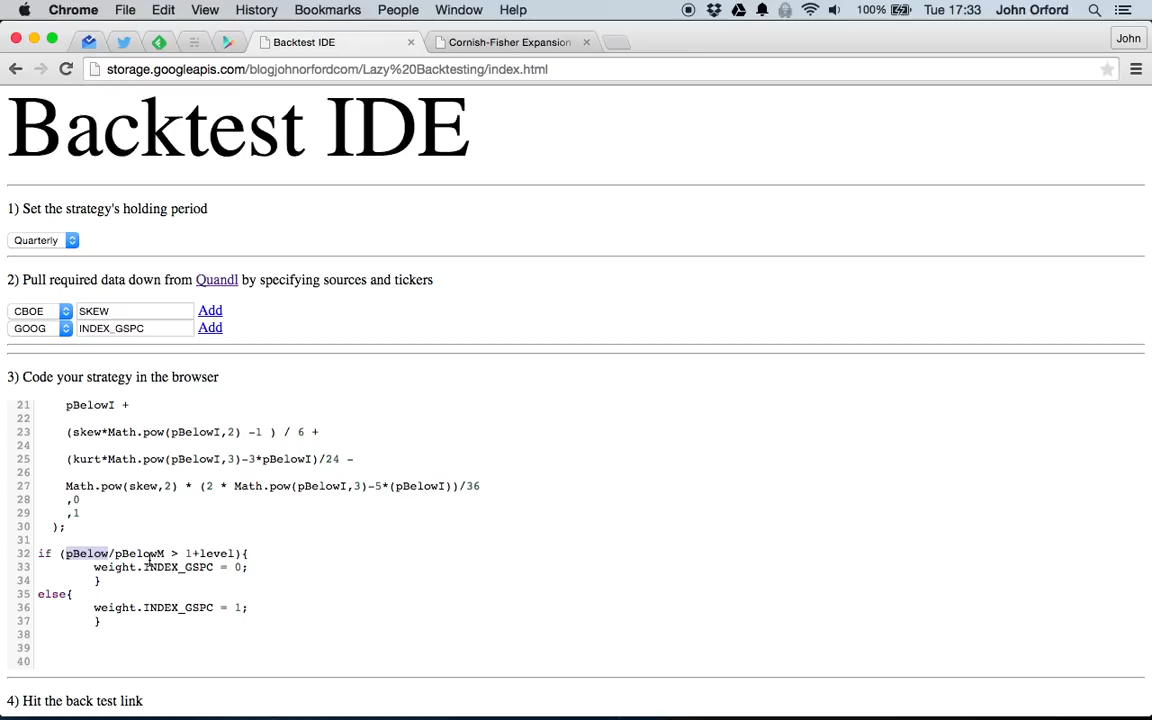 Chrome File Edit View History Bookmarks People Window Help 100% Tue 17:33 John Orford
Backtest IDE Cornish-Fisher Expansion John
storage.googleapis.com/blogjohnorfordcom/Lazy%20Backtesting/index.html
Backtest IDE
1) Set the strategy's holding period
Quarterly
2) Pull required data down from Quandl by specifying sources and tickers
CBOE SKEW Add
GOOG INDEX_GSPC Add
3) Code your strategy in the browser
21 pBelowI +
22
23 (skew*Math.pow(pBelowI,2) -1 ) / 6 +
24
25 (kurt*Math.pow(pBelowI,3)-3*pBelowI)/24 -
26
27 Math.pow(skew,2) * (2 * Math.pow(pBelowI,3)-5*(pBelowI))/36
28 ,0
29 ,1
30 );
31
32 if (pBelow/pBelowM > 1+level){
33 weight.INDEX_GSPC = 0;
34 }
35 else{
36 weight.INDEX_GSPC = 1;
37 }
38
39
40
4) Hit the back test link